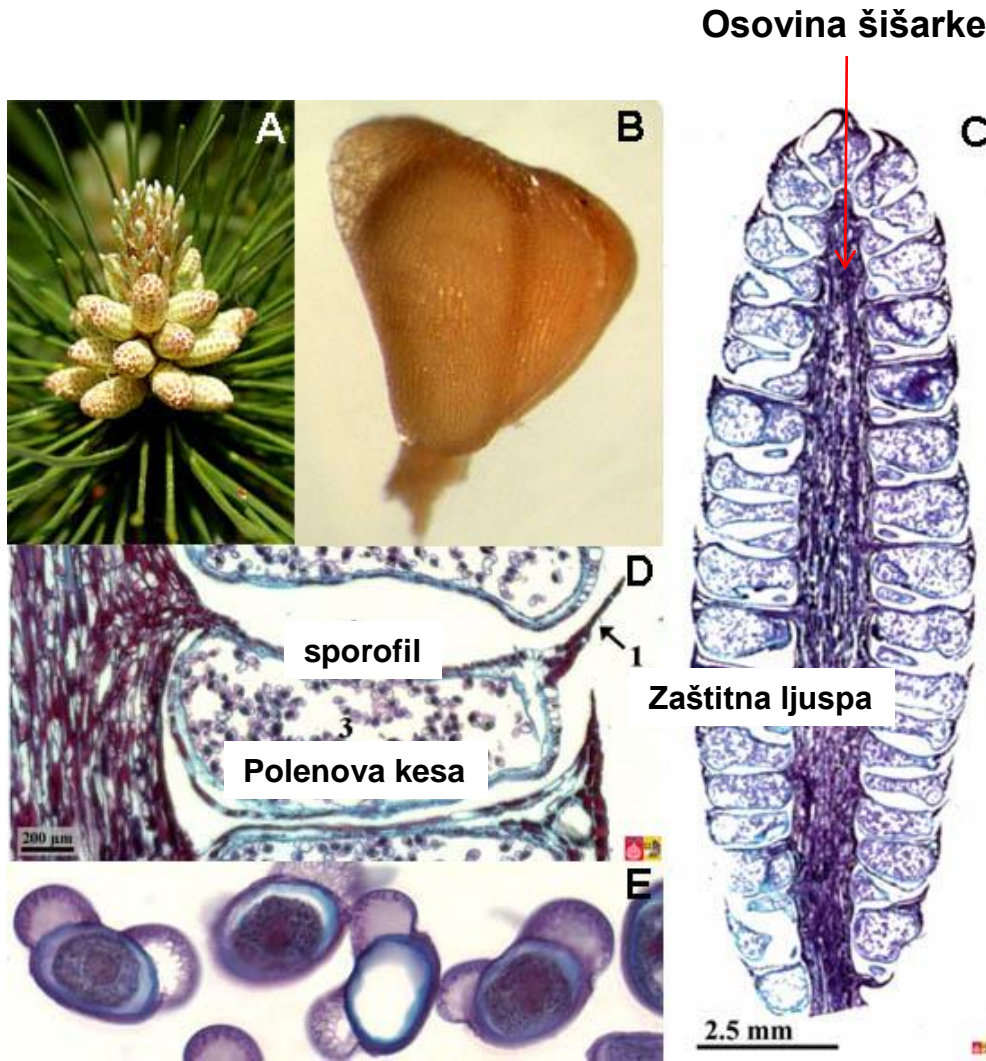 Osovina šišarke
A
B
C
D
sporofil
1
Zaštitna ljuspa
3
Polenova kesa
200 µm
E
2.5 mm